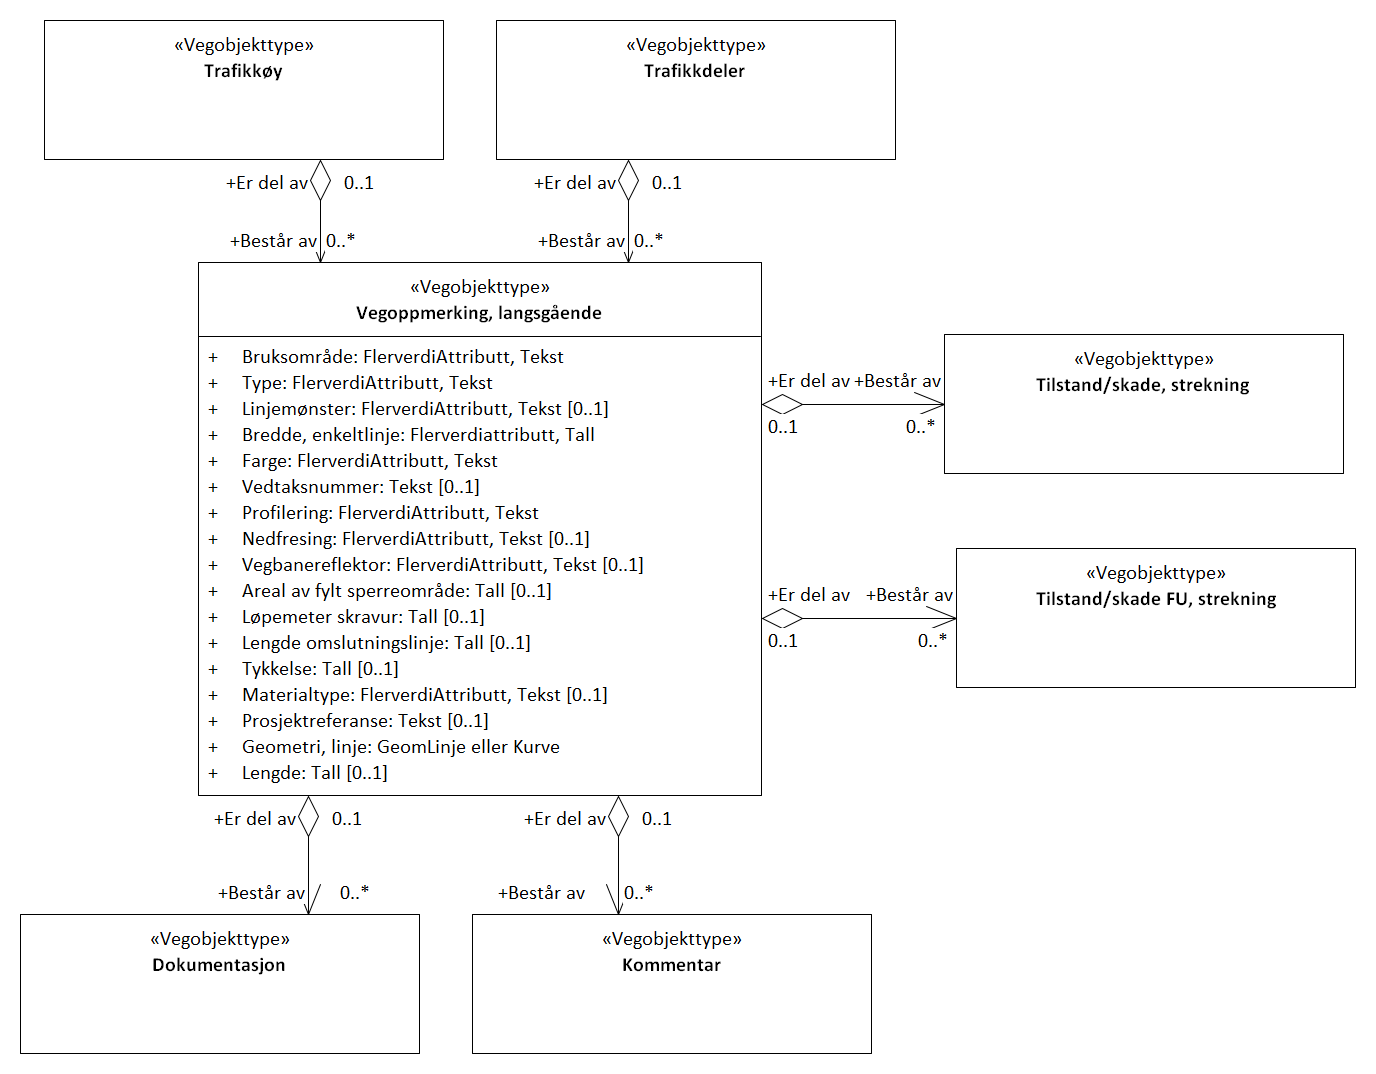 «Vegobjekttype»
Trafikkøy
«Vegobjekttype»
Trafikkdeler
+Er del av 0..1
+Er del av 0..1
+Består av 0..*
+Består av 0..*
«Vegobjekttype»
Vegoppmerking, langsgående
+ Bruksområde: FlerverdiAttributt, Tekst
+ Type: FlerverdiAttributt, Tekst
+ Linjemønster: FlerverdiAttributt, Tekst [0..1]
+ Bredde, enkeltlinje: Flerverdiattributt, Tall
+ Farge: FlerverdiAttributt, Tekst
+ Vedtaksnummer: Tekst [0..1]
+ Profilering: FlerverdiAttributt, Tekst
+ Nedfresing: FlerverdiAttributt, Tekst [0..1]
+ Vegbanereflektor: FlerverdiAttributt, Tekst [0..1]
+ Areal av fylt sperreområde: Tall [0..1]
+ Løpemeter skravur: Tall [0..1]
+ Lengde omslutningslinje: Tall [0..1]
+ Tykkelse: Tall [0..1]
+ Materialtype: FlerverdiAttributt, Tekst [0..1]
+ Prosjektreferanse: Tekst [0..1]
+ Geometri, linje: GeomLinje eller Kurve
+ Lengde: Tall [0..1]
+Er del av +Består av
0..1 0..*
«Vegobjekttype»
Tilstand/skade, strekning
+Er del av +Består av
0..1 0..*
«Vegobjekttype»
Tilstand/skade FU, strekning
+Er del av 0..1
+Er del av 0..1
+Består av 0..*
+Består av 0..*
«Vegobjekttype»
Dokumentasjon
«Vegobjekttype»
Kommentar